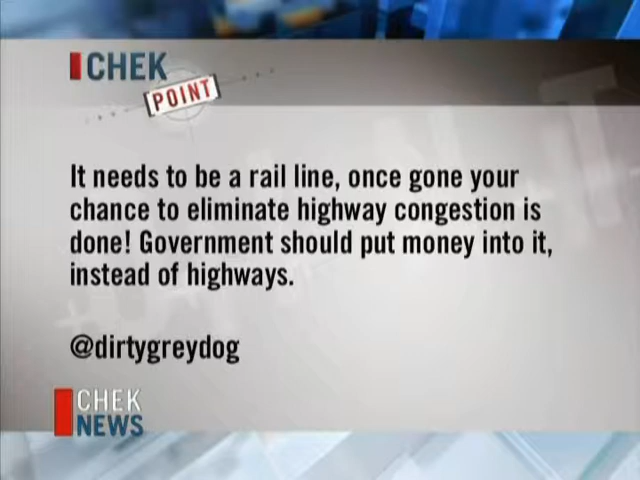 CHEK
POINT
It needs to be a rail line, once gone your
chance to eliminate highway congestion is
done! Government should put money into it,
instead of highways.
@dirtygreydog
CHEK
NEWS